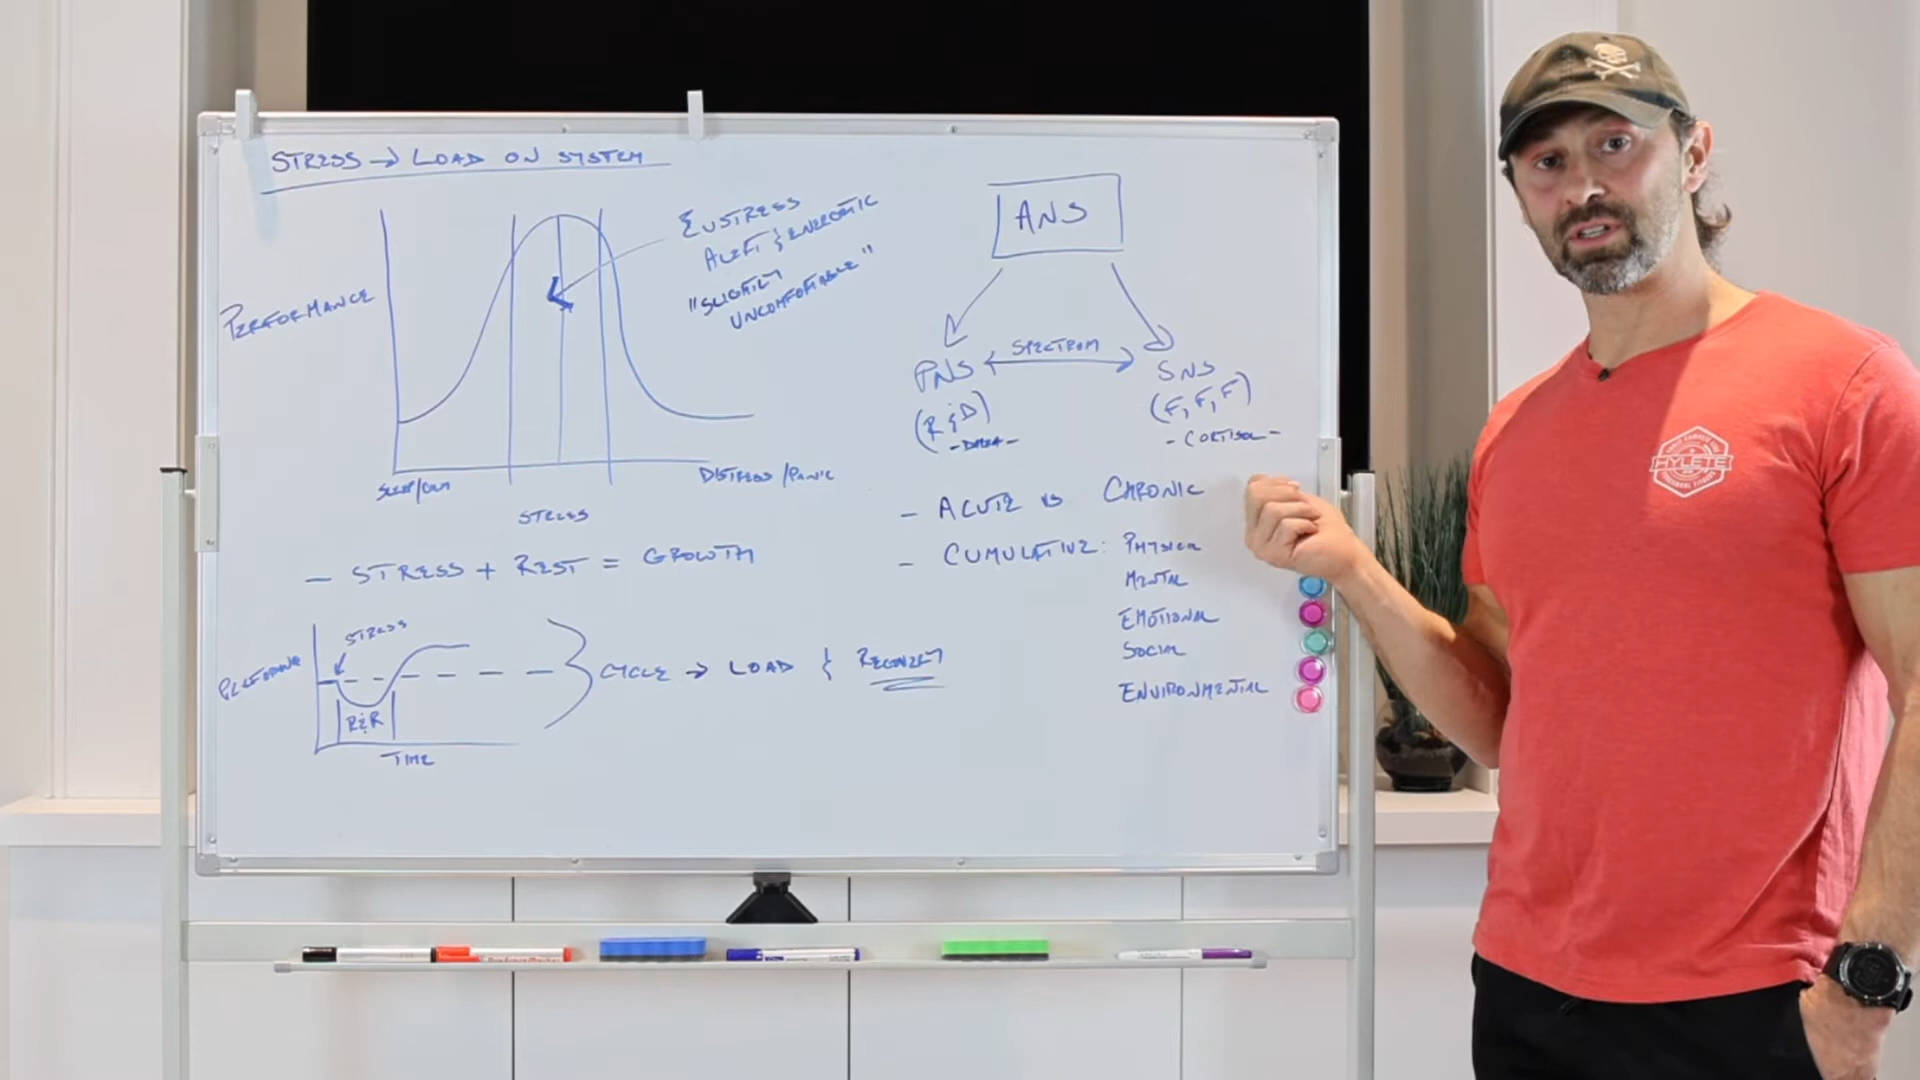 STRESS → LOAD ON SYSTEM
PERFORMANCE
EUSTRESS
ALERT & ENERGETIC
"SLIGHTLY
UNCOMFORTABLE"
SLEEP/CALM
DISTRESS/PANIC
STRESS
- STRESS + REST = GROWTH
STRESS
PERFORMANCE
R&R
TIME
CYCLE → LOAD & RECOVERY
ANS
PNS
SPECTRUM
SNS
(R&D)
(F, F, F)
- DHEA -
- CORTISOL -
- ACUTE VS CHRONIC
- CUMULATIVE: PHYSICAL
MENTAL
EMOTIONAL
SOCIAL
ENVIRONMENTAL
HYLETE